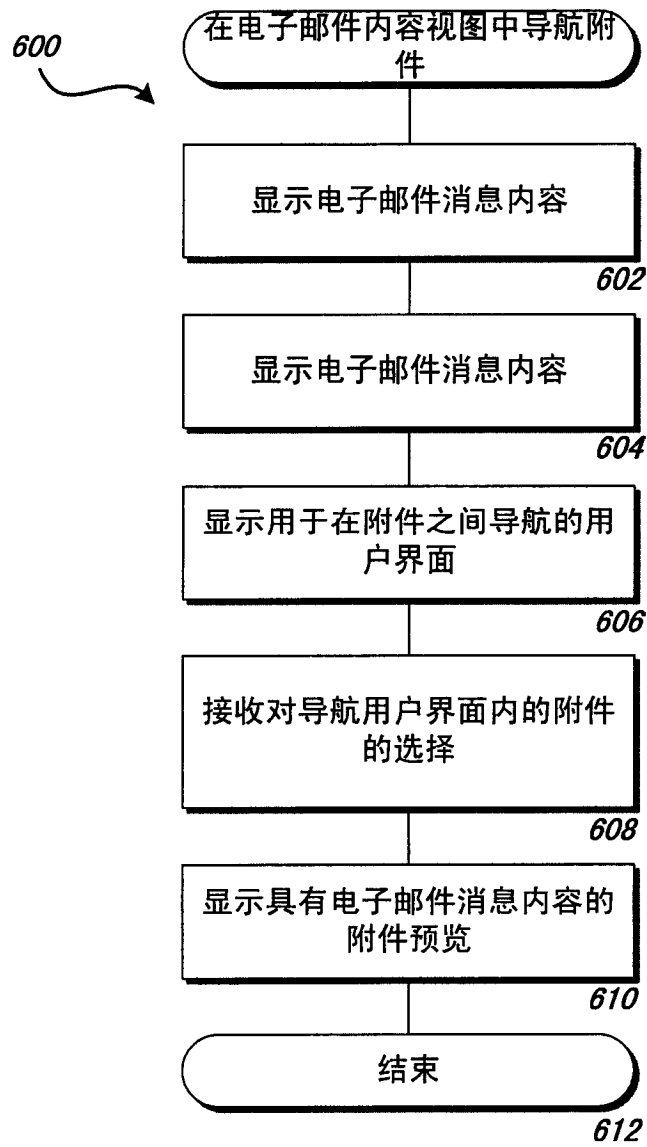 600
在电子邮件内容视图中导航附
件
显示电子邮件消息内容
602
显示电子邮件消息内容
604
显示用于在附件之间导航的用
户界面
606
接收对导航用户界面内的附件
的选择
608
显示具有电子邮件消息内容的
附件预览
610
结束
612